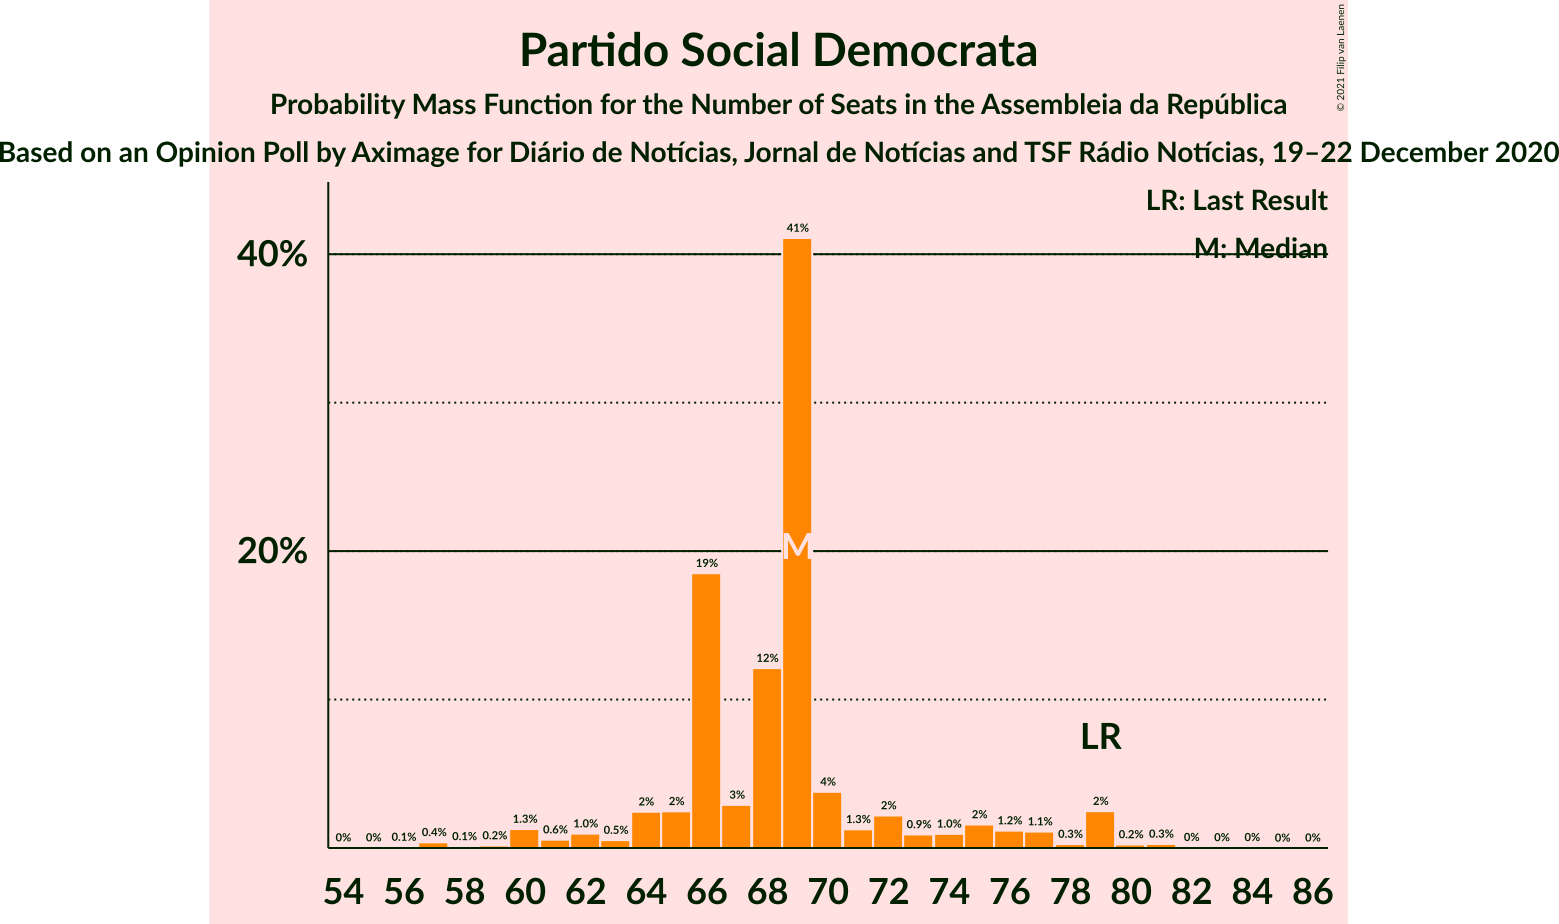 Partido Social Democrata
Probability Mass Function for the Number of Seats in the Assembleia da República
Based on an Opinion Poll by Aximage for Diário de Notícias, Jornal de Notícias and TSF Rádio Notícias, 19–22 December 2020
© 2021 Filip van Laenen
LR: Last Result
M: Median
40%
20%
41%
M
19%
12%
LR
0% 0% 0.1% 0.4% 0.1% 0.2% 1.3% 0.6% 1.0% 0.5% 2% 2% 3% 4% 1.3% 2% 0.9% 1.0% 2% 1.2% 1.1% 0.3% 2% 0.2% 0.3% 0% 0% 0% 0% 0%
54 56 58 60 62 64 66 68 70 72 74 76 78 80 82 84 86